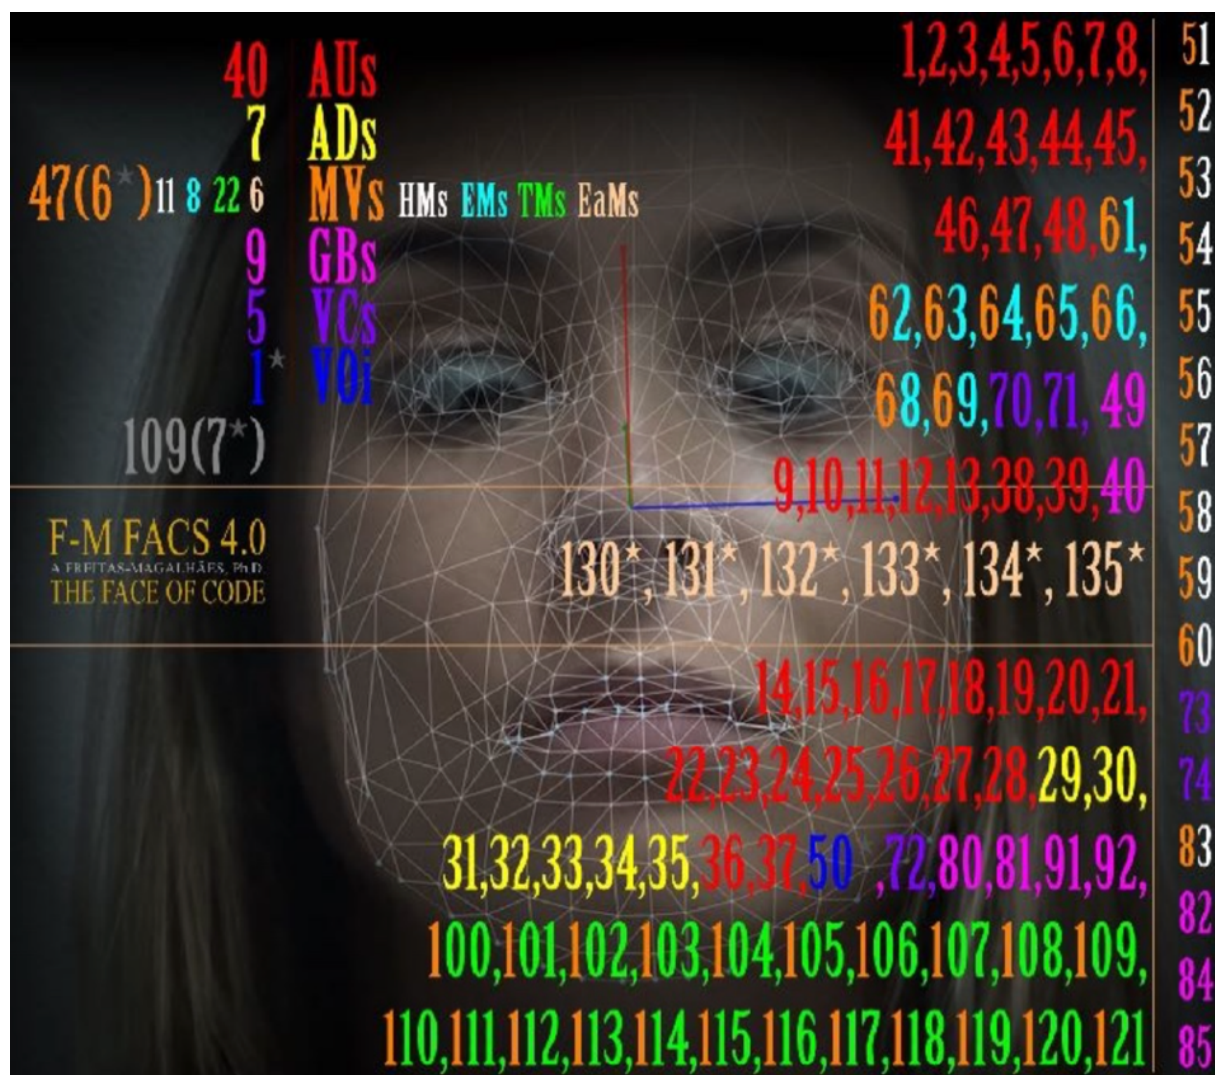 40 AUs
7 ADs
47(6*) 11 8 22 6 MVs HMs EMs TMs EaMs
9 GBs
5 VCs
1* VOi
109(7*)
F-M FACS 4.0
A FREITAS-MAGALHÃES, Ph.D.
THE FACE OF CODE
1,2,3,4,5,6,7,8,
41,42,43,44,45,
46,47,48,61,
62,63,64,65,66,
68,69,70,71, 49
9,10,11,12,13,38,39,40
130*, 131*, 132*, 133*, 134*, 135*
14,15,16,17,18,19,20,21,
22,23,24,25,26,27,28,29,30,
31,32,33,34,35,36,37,50 ,72,80,81,91,92,
100,101,102,103,104,105,106,107,108,109,
110,111,112,113,114,115,116,117,118,119,120,121
51
52
53
54
55
56
57
58
59
60
73
74
83
82
84
85